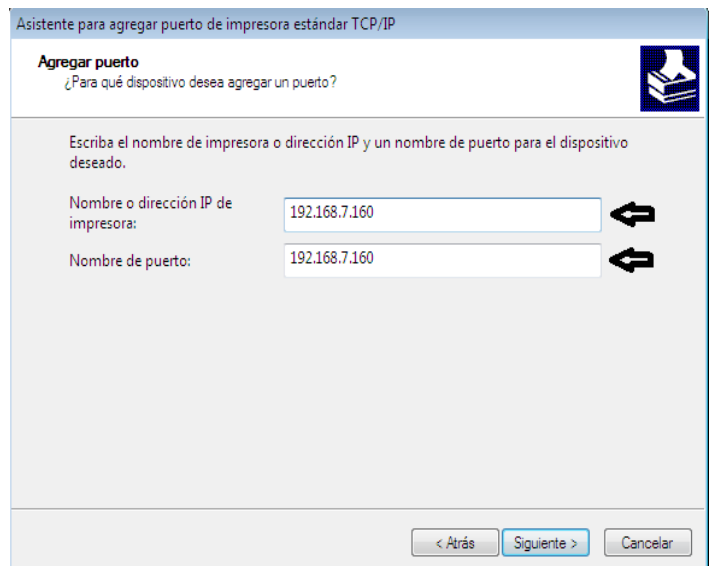 Asistente para agregar puerto de impresora estándar TCP/IP
Agregar puerto
¿Para qué dispositivo desea agregar un puerto?
Escriba el nombre de impresora o dirección IP y un nombre de puerto para el dispositivo
deseado.
Nombre o dirección IP de
impresora:
192.168.7.160
Nombre de puerto:
192.168.7.160
< Atrás
Siguiente >
Cancelar